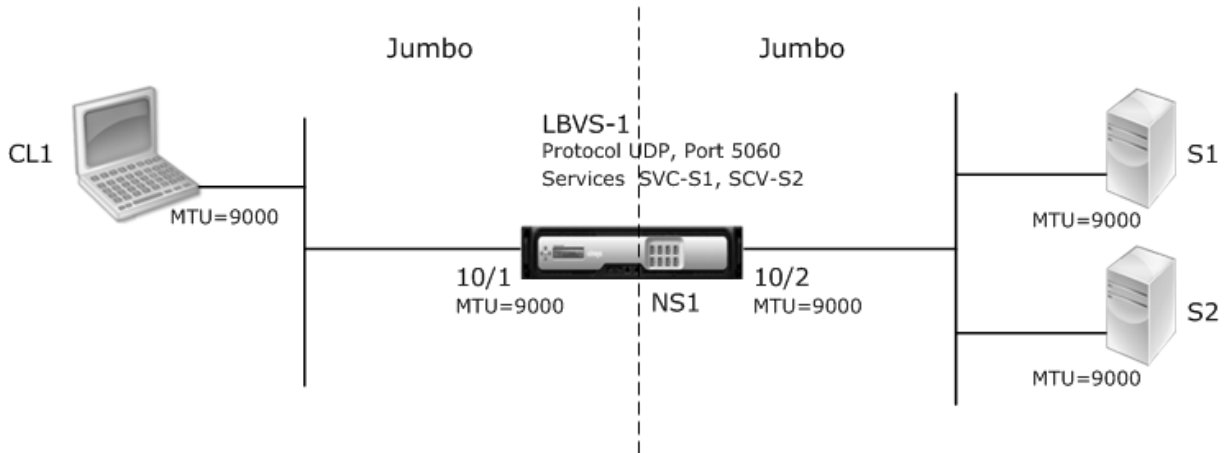 Jumbo
Jumbo
LBVS-1
Protocol UDP, Port 5060
Services SVC-S1, SCV-S2
CL1
MTU=9000
S1
MTU=9000
10/1
MTU=9000
NS1
10/2
MTU=9000
S2
MTU=9000